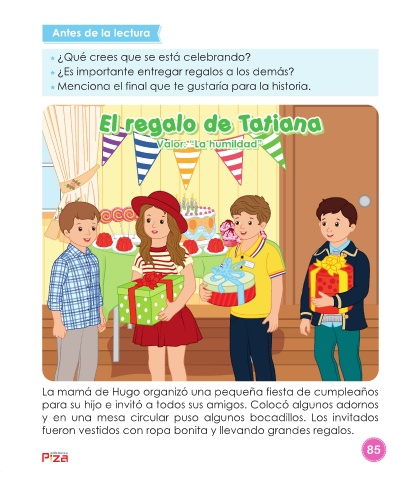 Antes de la lectura
¿Qué crees que se está celebrando?
¿Es importante entregar regalos a los demás?
Menciona el final que te gustaría para la historia.
El regalo de Tatiana
Valor: "La humildad"
La mamá de Hugo organizó una pequeña fiesta de cumpleaños
para su hijo e invitó a todos sus amigos. Colocó algunos adornos
y en una mesa circular puso algunos bocadillos. Los invitados
fueron vestidos con ropa bonita y llevando grandes regalos.
85